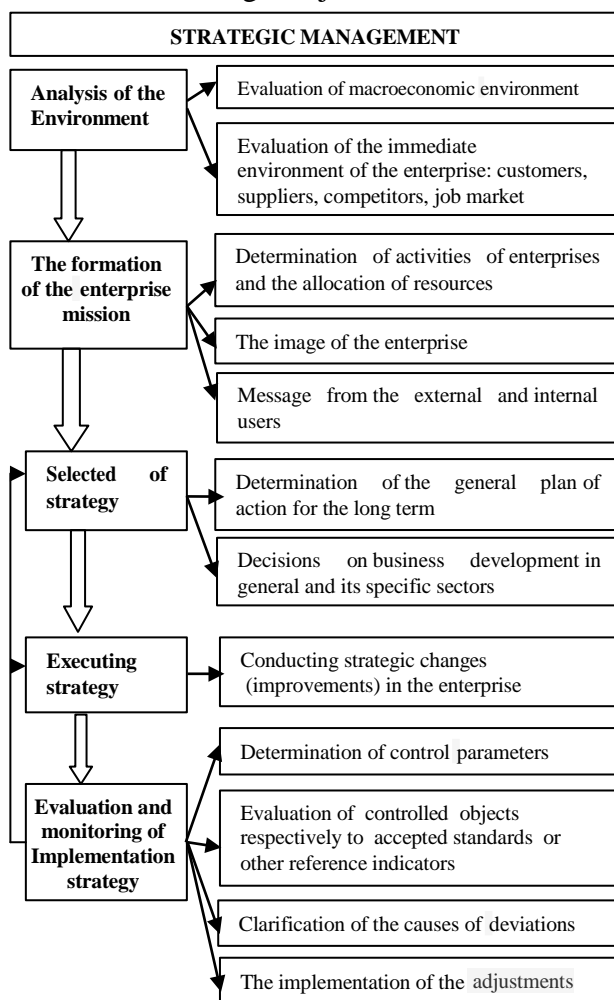 STRATEGIC MANAGEMENT
Analysis of the
Environment
Evaluation of macroeconomic environment
Evaluation of the immediate
environment of the enterprise: customers,
suppliers, competitors, job market
The formation
of the enterprise
mission
Determination of activities of enterprises
and the allocation of resources
The image of the enterprise
Message from the external and internal
users
Selected of
strategy
Determination of the general plan of
action for the long term
Decisions on business development in
general and its specific sectors
Executing
strategy
Conducting strategic changes
(improvements) in the enterprise
Evaluation and
monitoring of
Implementation
strategy
Determination of control parameters
Evaluation of controlled objects
respectively to accepted standards or
other reference indicators
Clarification of the causes of deviations
The implementation of the adjustments